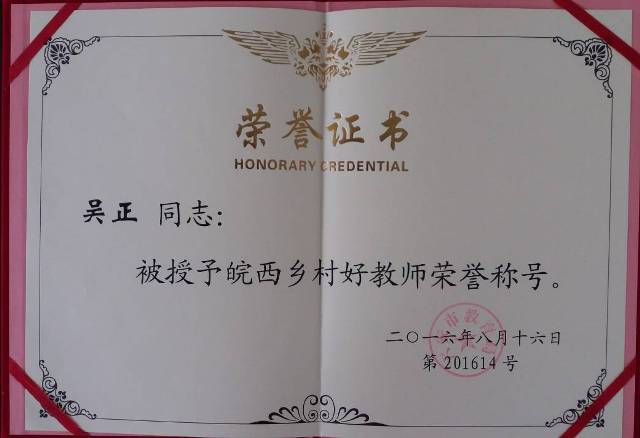 荣誉证书
HONORARY CREDENTIAL
吴正 同志：
被授予皖西乡村好教师荣誉称号。
二〇一六年八月十六日
第 201614 号